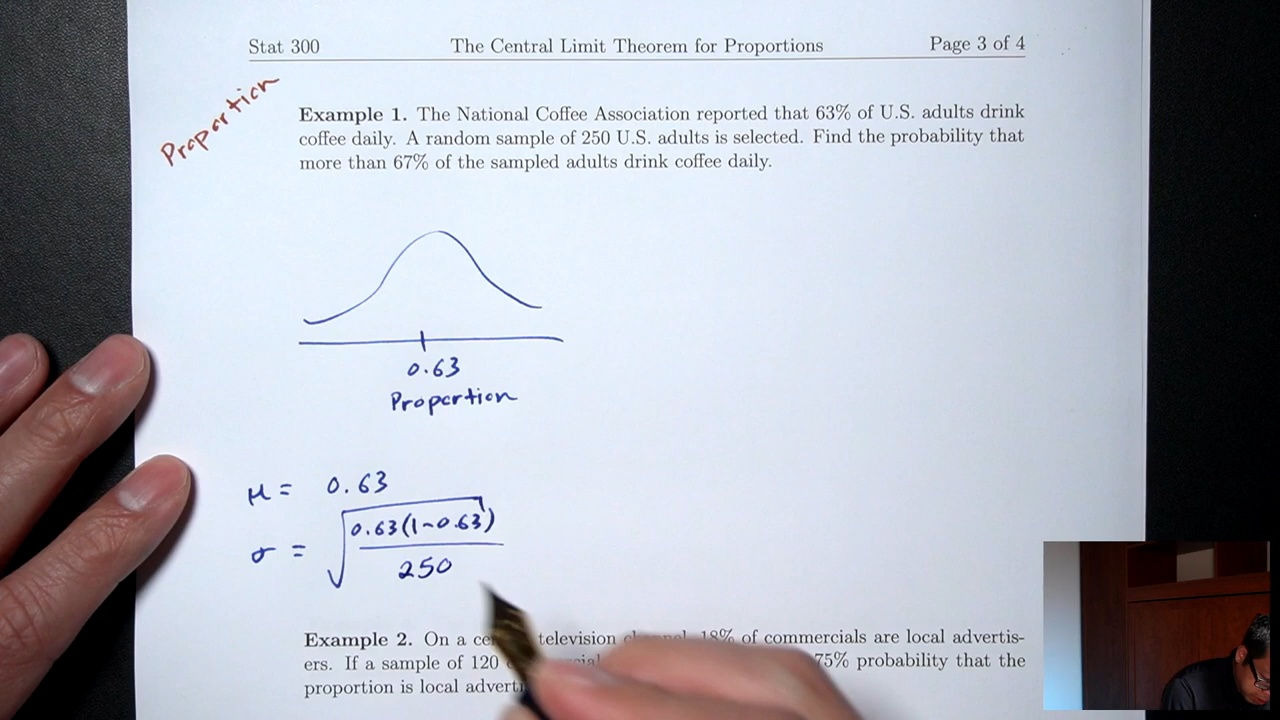 Stat 300 The Central Limit Theorem for Proportions Page 3 of 4
Proportion
Example 1. The National Coffee Association reported that 63% of U.S. adults drink
coffee daily. A random sample of 250 U.S. adults is selected. Find the probability that
more than 67% of the sampled adults drink coffee daily.
0.63
Proportion
μ = 0.63
σ = √(0.63(1-0.63)
250
Example 2. On a television 18% of commercials are local advertis-
ers. If a sample of 120 75% probability that the
proportion is local